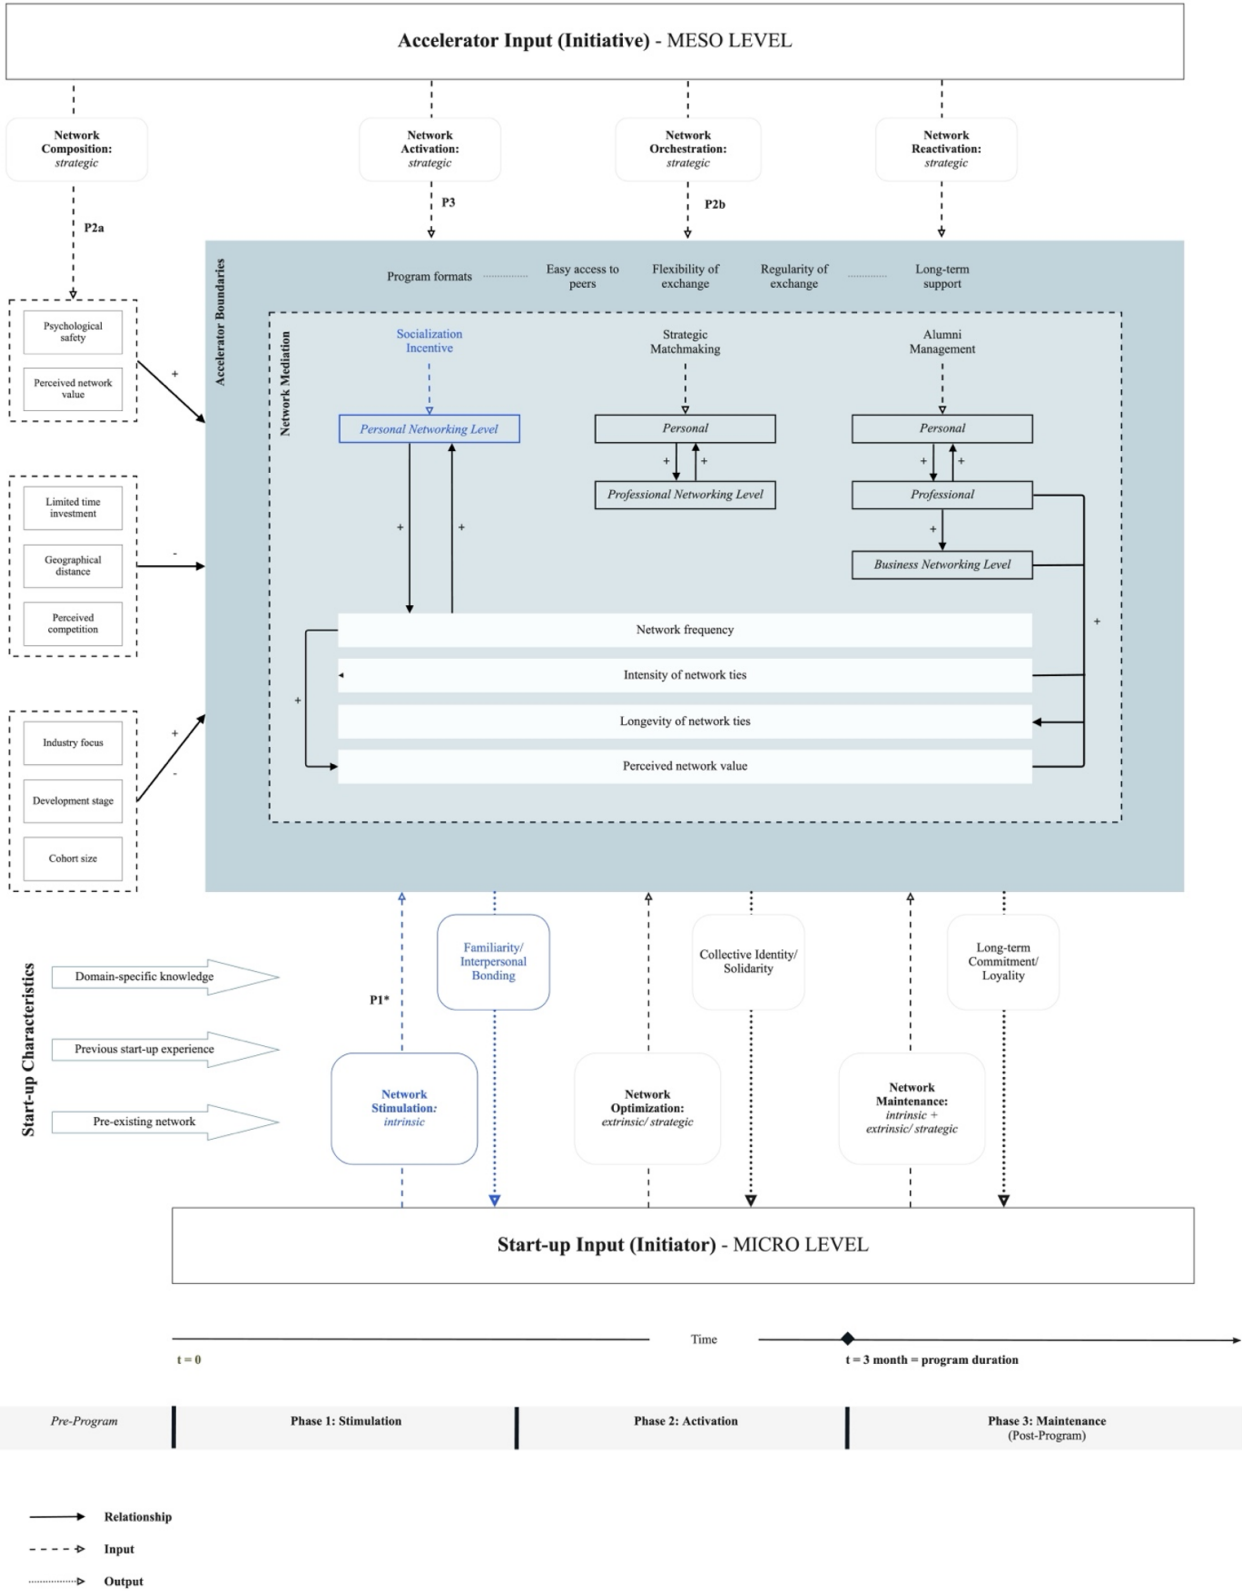 Accelerator Input (Initiative) - MESO LEVEL
Network
Composition:
strategic
Network
Activation:
strategic
Network
Orchestration:
strategic
Network
Reactivation:
strategic
P2a
P3
P2b
Accelerator Boundaries
Program formats
Easy access to
peers
Flexibility of
exchange
Regularity of
exchange
Long-term
support
Psychological
safety
Perceived network
value
+
Limited time
investment
Geographical
distance
Perceived
competition
-
Industry focus
Development stage
Cohort size
+
-
Network Mediation
Socialization
Incentive
Strategic
Matchmaking
Alumni
Management
Personal Networking Level
Personal
Personal
+ +
+ +
Professional Networking Level
Professional
+ +
+
Business Networking Level
+
Network frequency
Intensity of network ties
+
Longevity of network ties
Perceived network value
Start-up Characteristics
Domain-specific knowledge
Previous start-up experience
Pre-existing network
P1*
Familiarity/
Interpersonal
Bonding
Collective Identity/
Solidarity
Long-term
Commitment/
Loyality
Network
Stimulation:
intrinsic
Network
Optimization:
extrinsic/ strategic
Network
Maintenance:
intrinsic +
extrinsic/ strategic
Start-up Input (Initiator) - MICRO LEVEL
Time
t = 0
t = 3 month = program duration
Pre-Program
Phase 1: Stimulation
Phase 2: Activation
Phase 3: Maintenance
(Post-Program)
Relationship
Input
Output